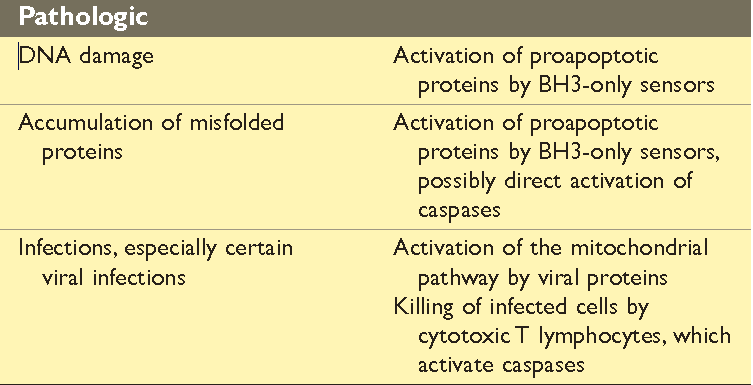 Pathologic
DNA damage
Activation of proapoptotic
proteins by BH3-only sensors
Accumulation of misfolded
proteins
Activation of proapoptotic
proteins by BH3-only sensors,
possibly direct activation of
caspases
Infections, especially certain
viral infections
Activation of the mitochondrial
pathway by viral proteins
Killing of infected cells by
cytotoxic T lymphocytes, which
activate caspases